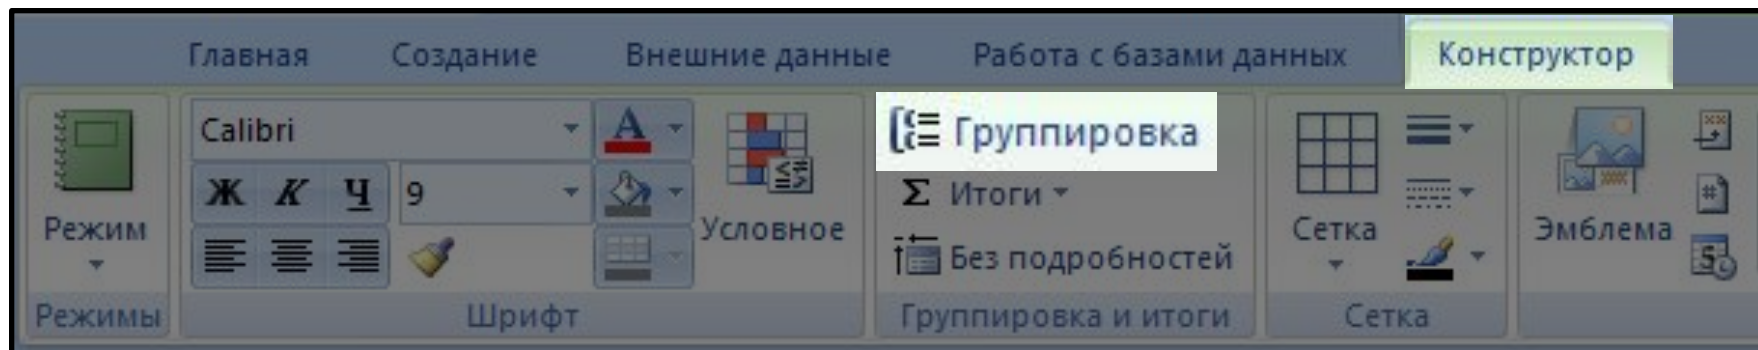 Главная Создание Внешние данные Работа с базами данных Конструктор
Calibri А Группировка
Ж К Ч 9 Σ Итоги
Режим Условное Сетка Эмблема
Без подробностей
Режимы Шрифт Группировка и итоги Сетка